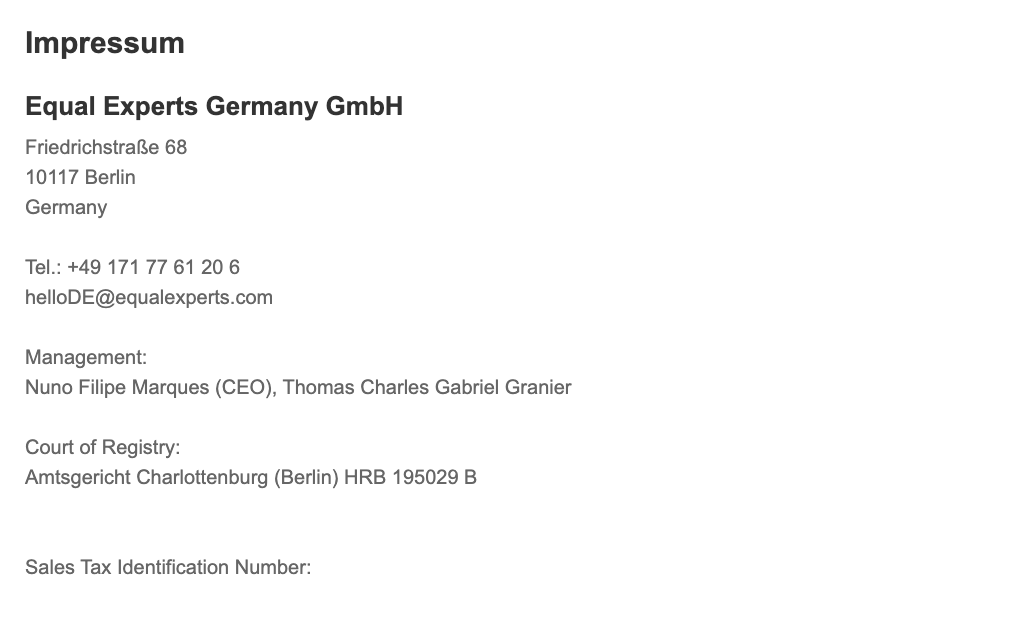 Impressum
Equal Experts Germany GmbH
Friedrichstraße 68
10117 Berlin
Germany
Tel.: +49 171 77 61 20 6
helloDE@equalexperts.com
Management:
Nuno Filipe Marques (CEO), Thomas Charles Gabriel Granier
Court of Registry:
Amtsgericht Charlottenburg (Berlin) HRB 195029 B
Sales Tax Identification Number: